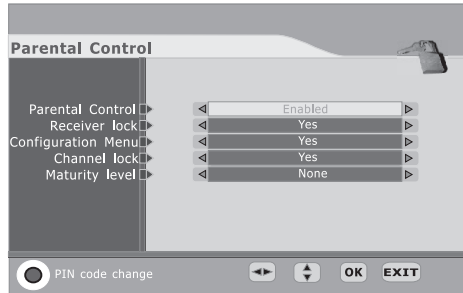 Parental Control
Parental Control Enabled
Receiver lock Yes
Configuration Menu Yes
Channel lock Yes
Maturity level None
PIN code change OK EXIT